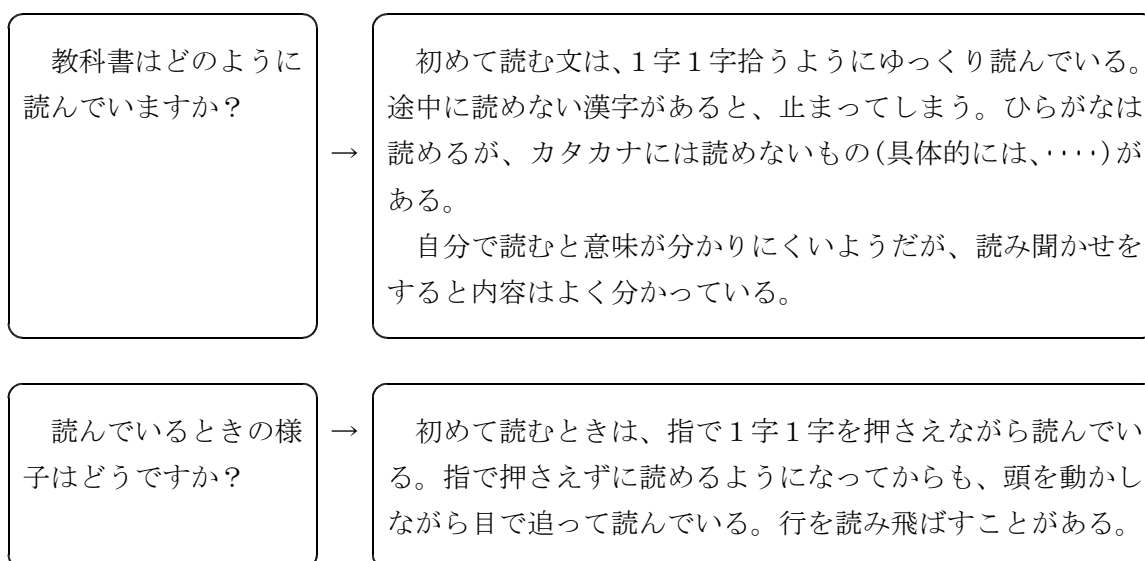 教科書はどのように
読んでいますか？
→
初めて読む文は、１字１字拾うようにゆっくり読んでいる。
途中に読めない漢字があると、止まってしまう。ひらがなは
読めるが、カタカナには読めないもの(具体的には、････)が
ある。
自分で読むと意味が分かりにくいようだが、読み聞かせを
すると内容はよく分かっている。
読んでいるときの様
子はどうですか？
→
初めて読むときは、指で１字１字を押さえながら読んでい
る。指で押さえずに読めるようになってからも、頭を動かし
ながら目で追って読んでいる。行を読み飛ばすことがある。